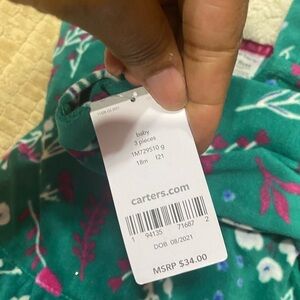 baby
3 pieces
1M729510 g
18m I21
carters.com
1 94135 71687 2
DOB 08/2021
MSRP $34.00